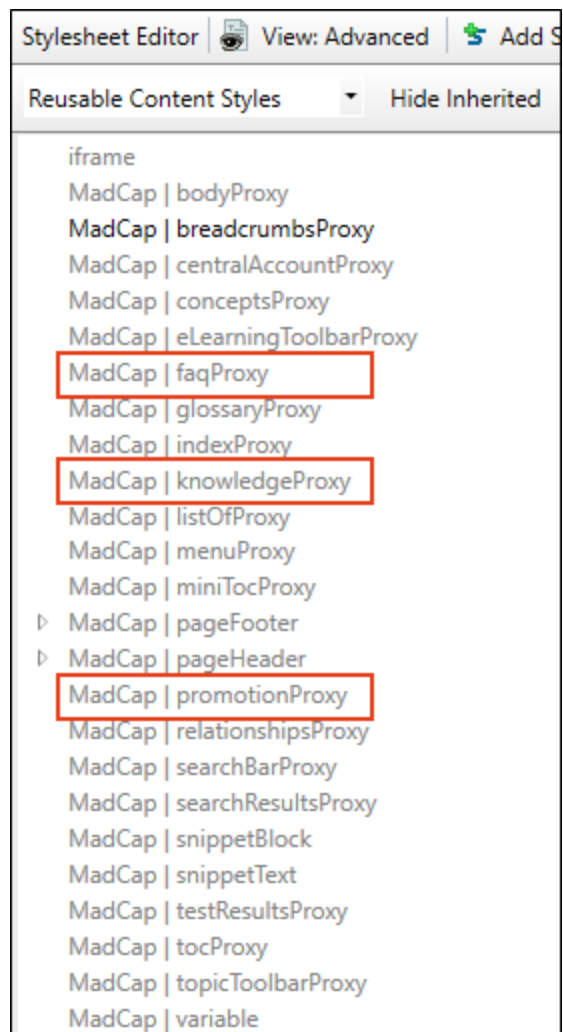 Stylesheet Editor View: Advanced Add S
Reusable Content Styles Hide Inherited
iframe
MadCap | bodyProxy
MadCap | breadcrumbsProxy
MadCap | centralAccountProxy
MadCap | conceptsProxy
MadCap | eLearningToolbarProxy
MadCap | faqProxy
MadCap | glossaryProxy
MadCap | indexProxy
MadCap | knowledgeProxy
MadCap | listOfProxy
MadCap | menuProxy
MadCap | miniTocProxy
MadCap | pageFooter
MadCap | pageHeader
MadCap | promotionProxy
MadCap | relationshipsProxy
MadCap | searchBarProxy
MadCap | searchResultsProxy
MadCap | snippetBlock
MadCap | snippetText
MadCap | testResultsProxy
MadCap | tocProxy
MadCap | topicToolbarProxy
MadCap | variable